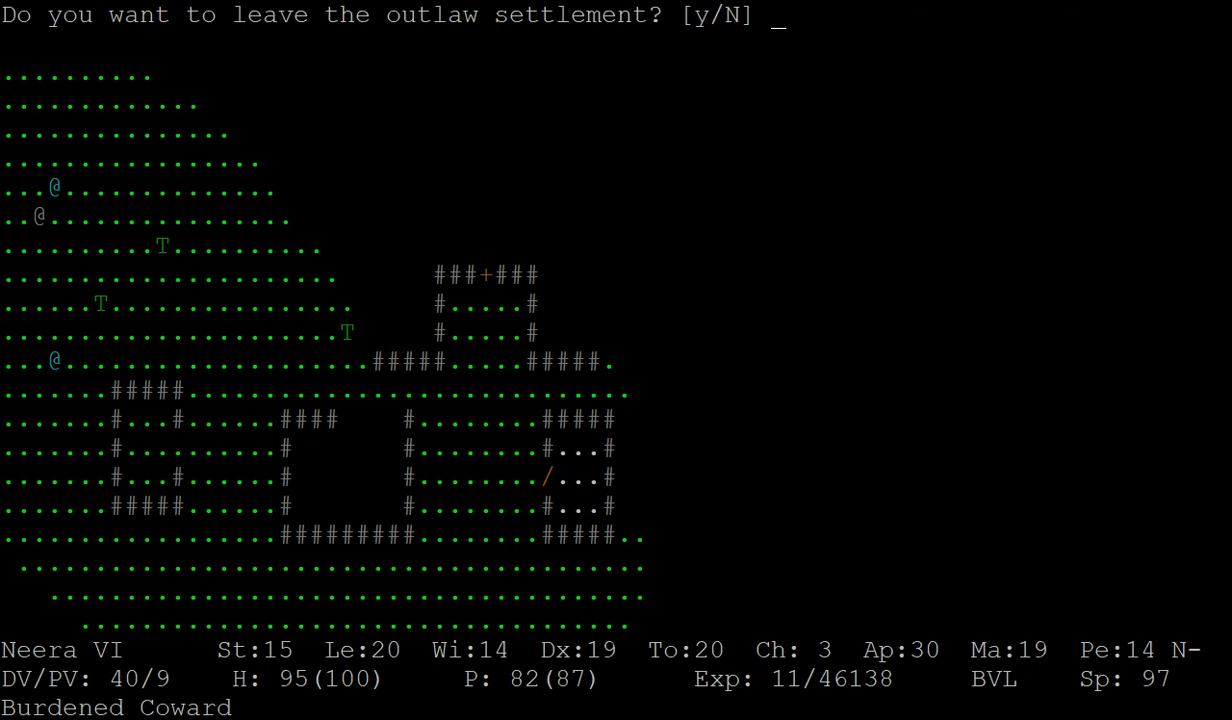 Do you want to leave the outlaw settlement? [y/N] _
. . . . . . . . . .
. . . . . . . . . . . . .
. . . . . . . . . . . . . . .
. . . . . . . . . . . . . . . . .
...@.............
..@...............
..........T..........
......................          ###+###
......T................      #.....#
.....................T      #.....#
...@....................#####.....#####.
.......#####.............................
.......#...#......####    #........#####
.......#..........#       #........#...#
.......#...#......#       #......../...#
.......#####......#       #........#...#
..................#########........#####..
.........................................
.......................................
....................................
Neera VI St:15 Le:20 Wi:14 Dx:19 To:20 Ch: 3 Ap:30 Ma:19 Pe:14 N-
DV/PV: 40/9 H: 95(100) P: 82(87) Exp: 11/46138 BVL Sp: 97
Burdened Coward